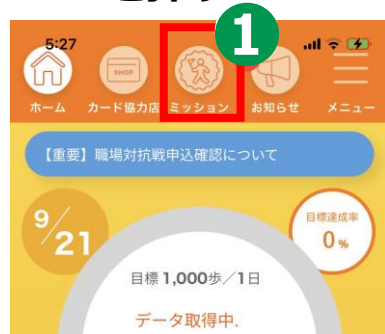 1
5:27
SHOP
ホーム
カード協力店
ミッション
お知らせ
メニュー
【重要】職場対抗戦申込確認について
9/21
目標達成率
0%
目標1,000歩/1日
データ取得中.